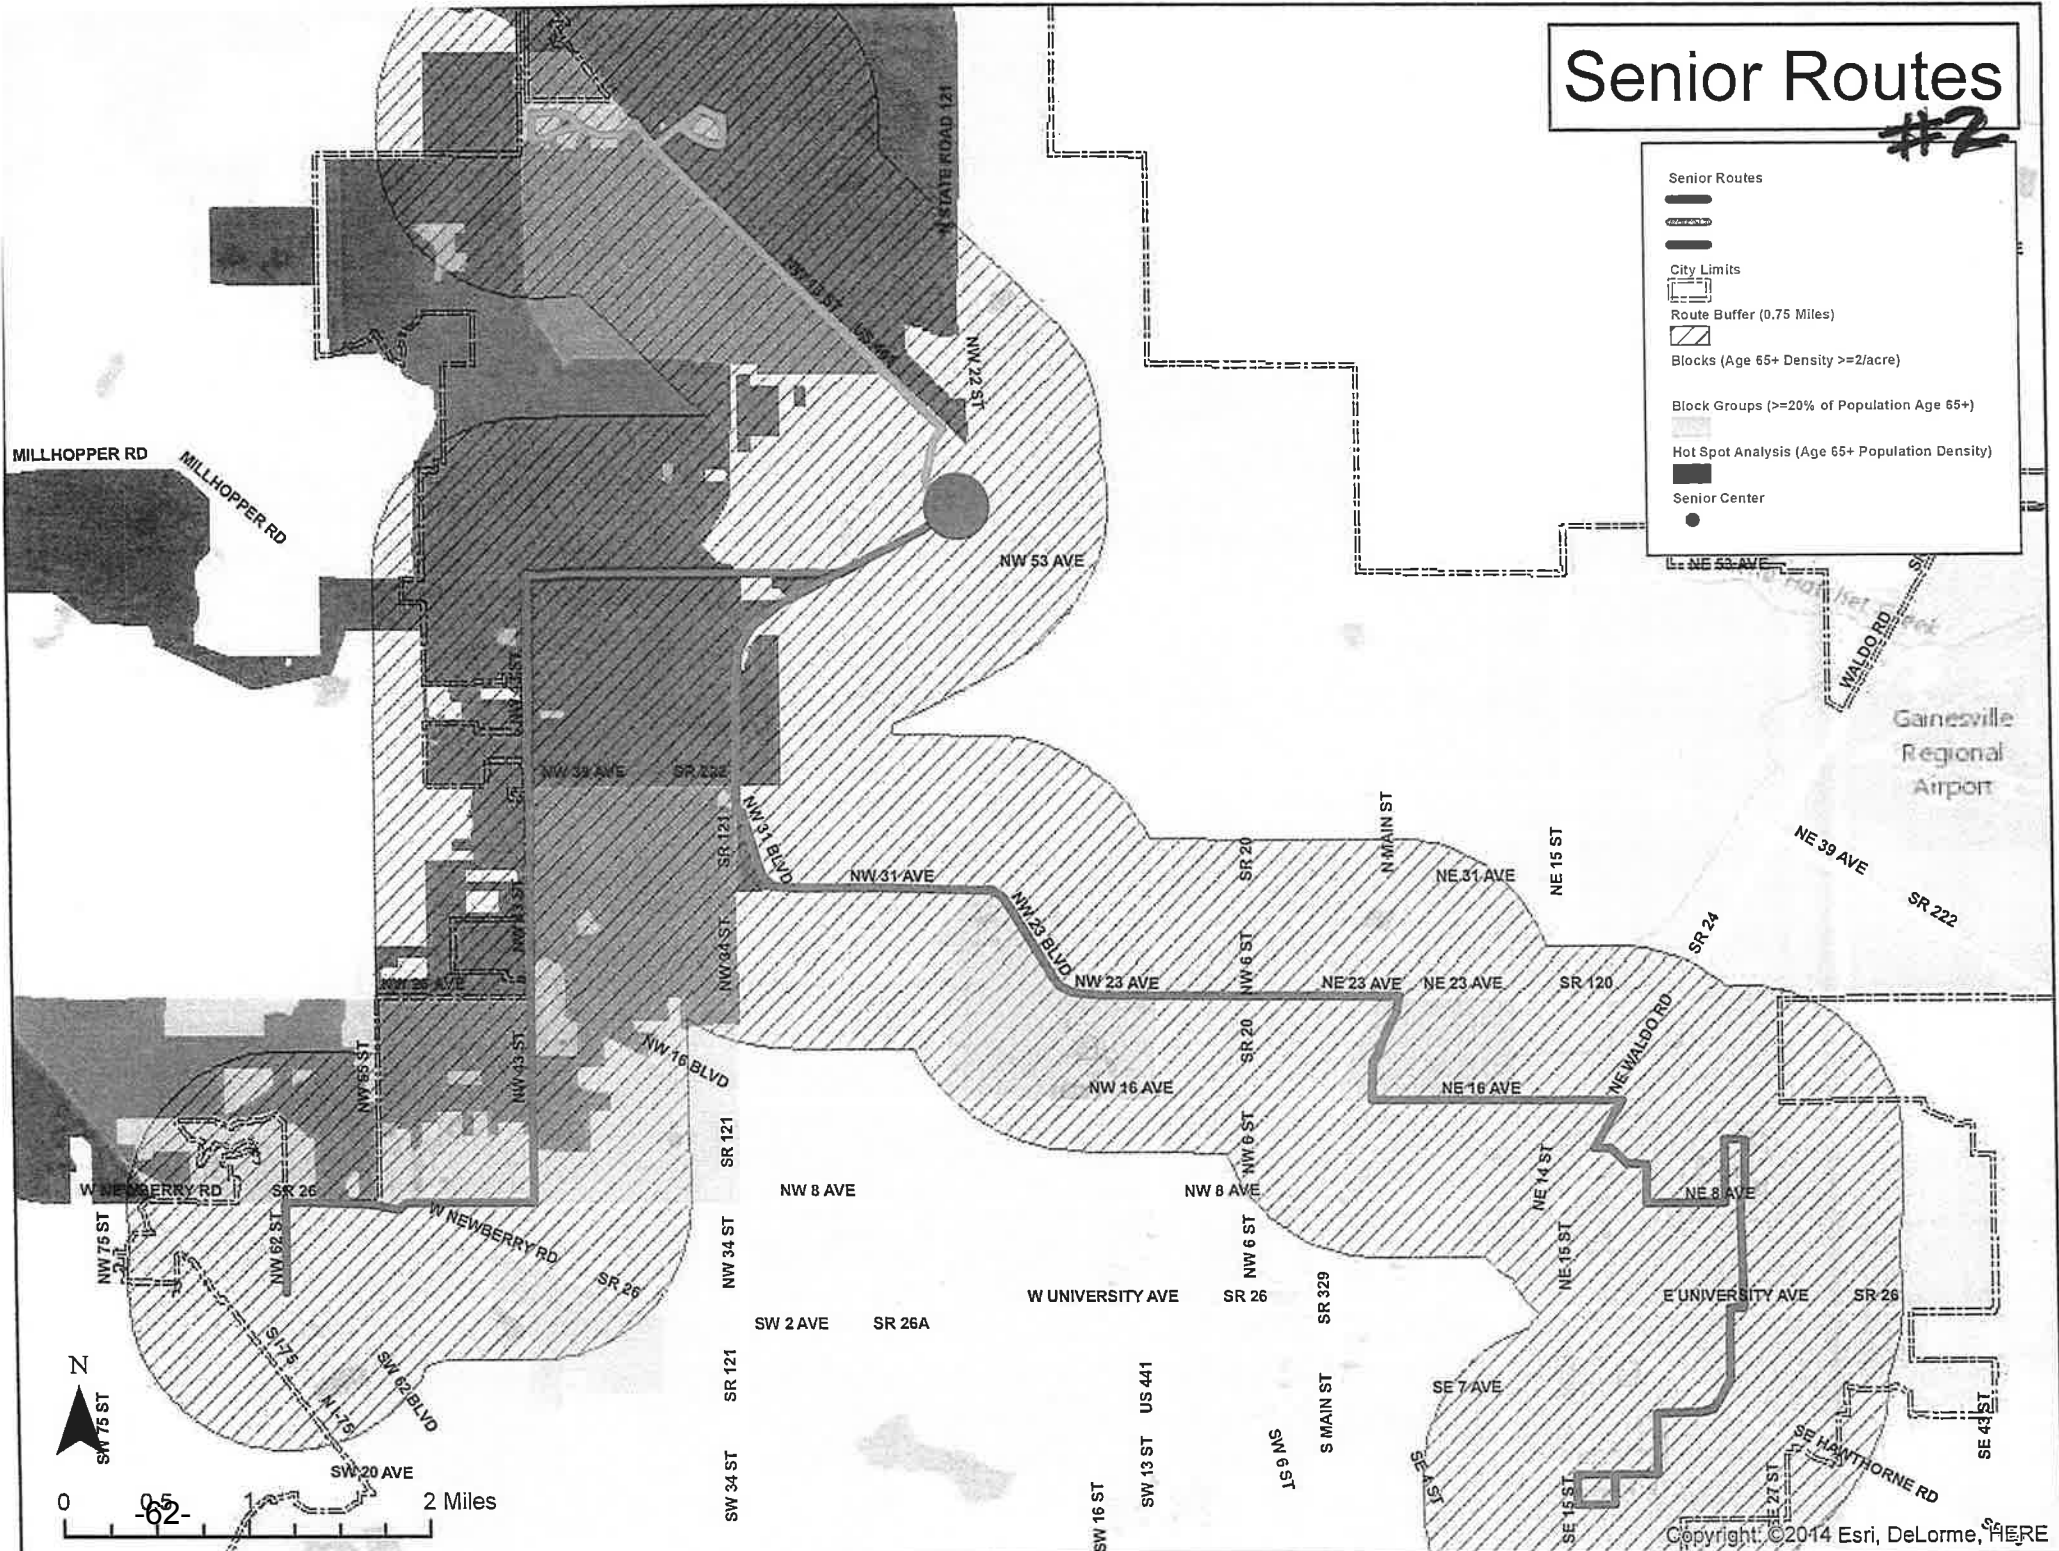 Senior Routes
#2
Senior Routes
City Limits
Route Buffer (0.75 Miles)
Blocks (Age 65+ Density >=2/acre)
Block Groups (>=20% of Population Age 65+)
Hot Spot Analysis (Age 65+ Population Density)
Senior Center
N STATE ROAD 121
NW 13 ST
US 441
NW 22 ST
MILLHOPPER RD
MILLHOPPER RD
NW 53 AVE
NE 53 AVE
WALDO RD
Gainesville
Regional
Airport
NW 39 AVE
SR 222
SR 121
NW 31 BLVD
NW 31 AVE
SR 20
N MAIN ST
NE 31 AVE
NE 15 ST
NE 39 AVE
SR 222
SR 24
NW 43 ST
NW 34 ST
NW 23 BLVD
NW 6 ST
NW 23 AVE
NE 23 AVE
NE 23 AVE
SR 120
NE WALDO RD
SR 20
NW 55 ST
NW 43 ST
NW 16 BLVD
NW 16 AVE
NE 16 AVE
SR 121
NW 6 ST
NE 14 ST
W NEWBERRY RD
SR 26
NW 8 AVE
NW 8 AVE
NE 8 AVE
NW 75 ST
NW 62 ST
W NEWBERRY RD
SR 26
NW 34 ST
NW 6 ST
NE 15 ST
W UNIVERSITY AVE
SR 26
SR 329
E UNIVERSITY AVE
SR 26
SW 2 AVE
SR 26A
S I-75
N I-75
SW 62 BLVD
SR 121
US 441
S MAIN ST
SE 7 AVE
N
SW 75 ST
SW 20 AVE
SW 34 ST
SW 13 ST
SW 16 ST
SW 6 ST
SE 4 ST
SE 15 ST
SE 27 ST
SE HAWTHORNE RD
SE 43 ST
0 0.5 1 2 Miles
-62-
Copyright: ©2014 Esri, DeLorme, HERE